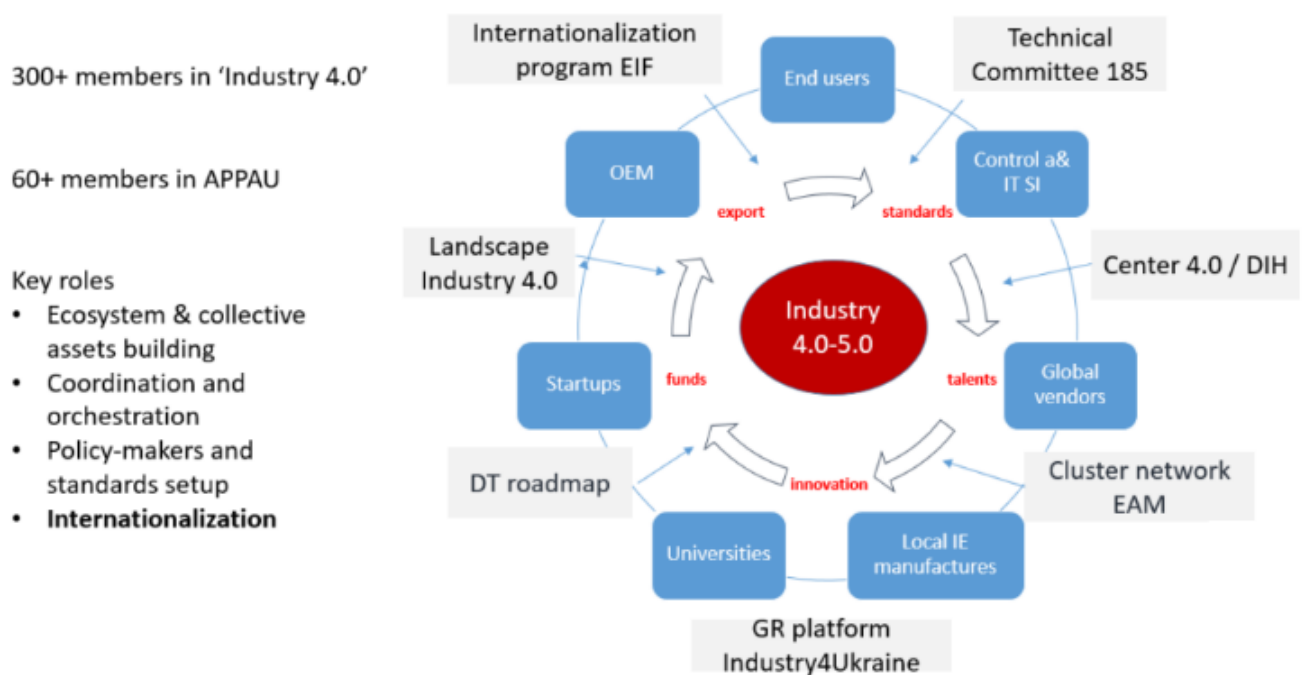 300+ members in ‘Industry 4.0’
60+ members in APPAU
Key roles
• Ecosystem & collective
assets building
• Coordination and
orchestration
• Policy-makers and
standards setup
• Internationalization
Internationalization
program EIF
End users
Technical
Committee 185
OEM
Control a&
IT SI
export
standards
Landscape
Industry 4.0
Center 4.0 / DIH
Industry
4.0-5.0
Startups
funds
talents
Global
vendors
DT roadmap
innovation
Cluster network
EAM
Universities
Local IE
manufactures
GR platform
Industry4Ukraine